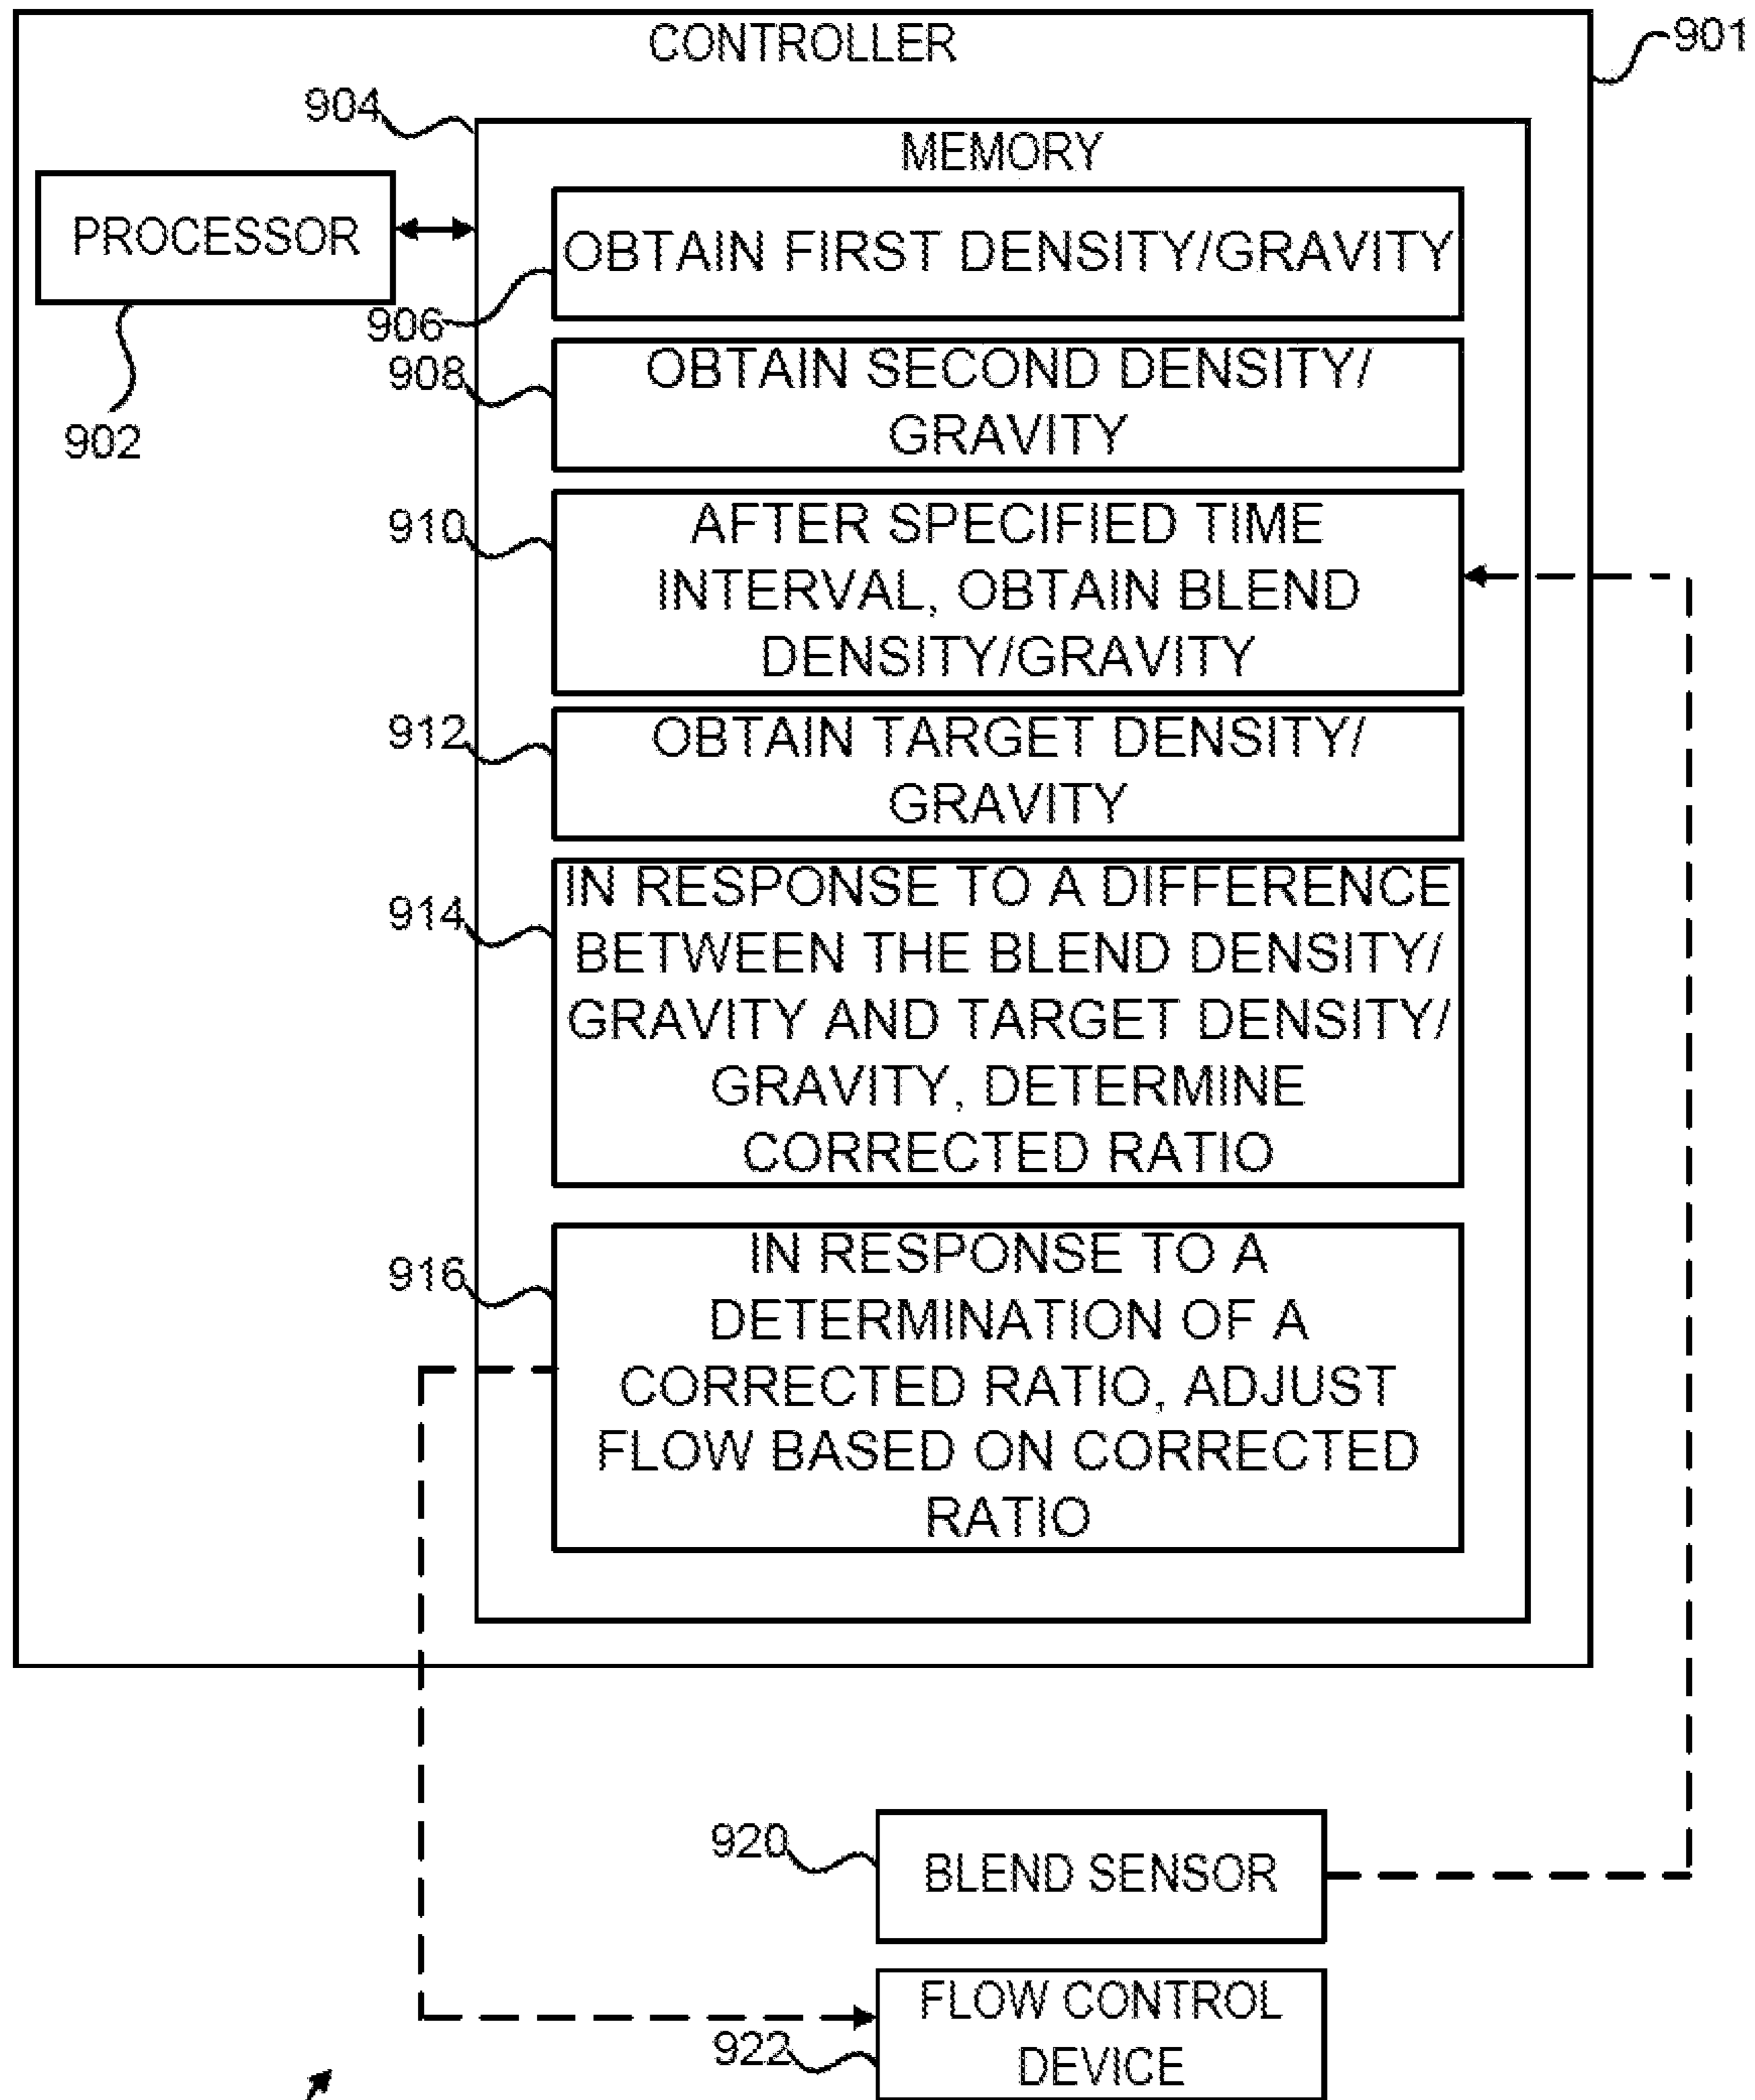 CONTROLLER
901
904
MEMORY
PROCESSOR
902
OBTAIN FIRST DENSITY/GRAVITY
906
908
OBTAIN SECOND DENSITY/
GRAVITY
910
AFTER SPECIFIED TIME
INTERVAL, OBTAIN BLEND
DENSITY/GRAVITY
912
OBTAIN TARGET DENSITY/
GRAVITY
914
IN RESPONSE TO A DIFFERENCE
BETWEEN THE BLEND DENSITY/
GRAVITY AND TARGET DENSITY/
GRAVITY, DETERMINE
CORRECTED RATIO
916
IN RESPONSE TO A
DETERMINATION OF A
CORRECTED RATIO, ADJUST
FLOW BASED ON CORRECTED
RATIO
920
BLEND SENSOR
FLOW CONTROL
DEVICE
922